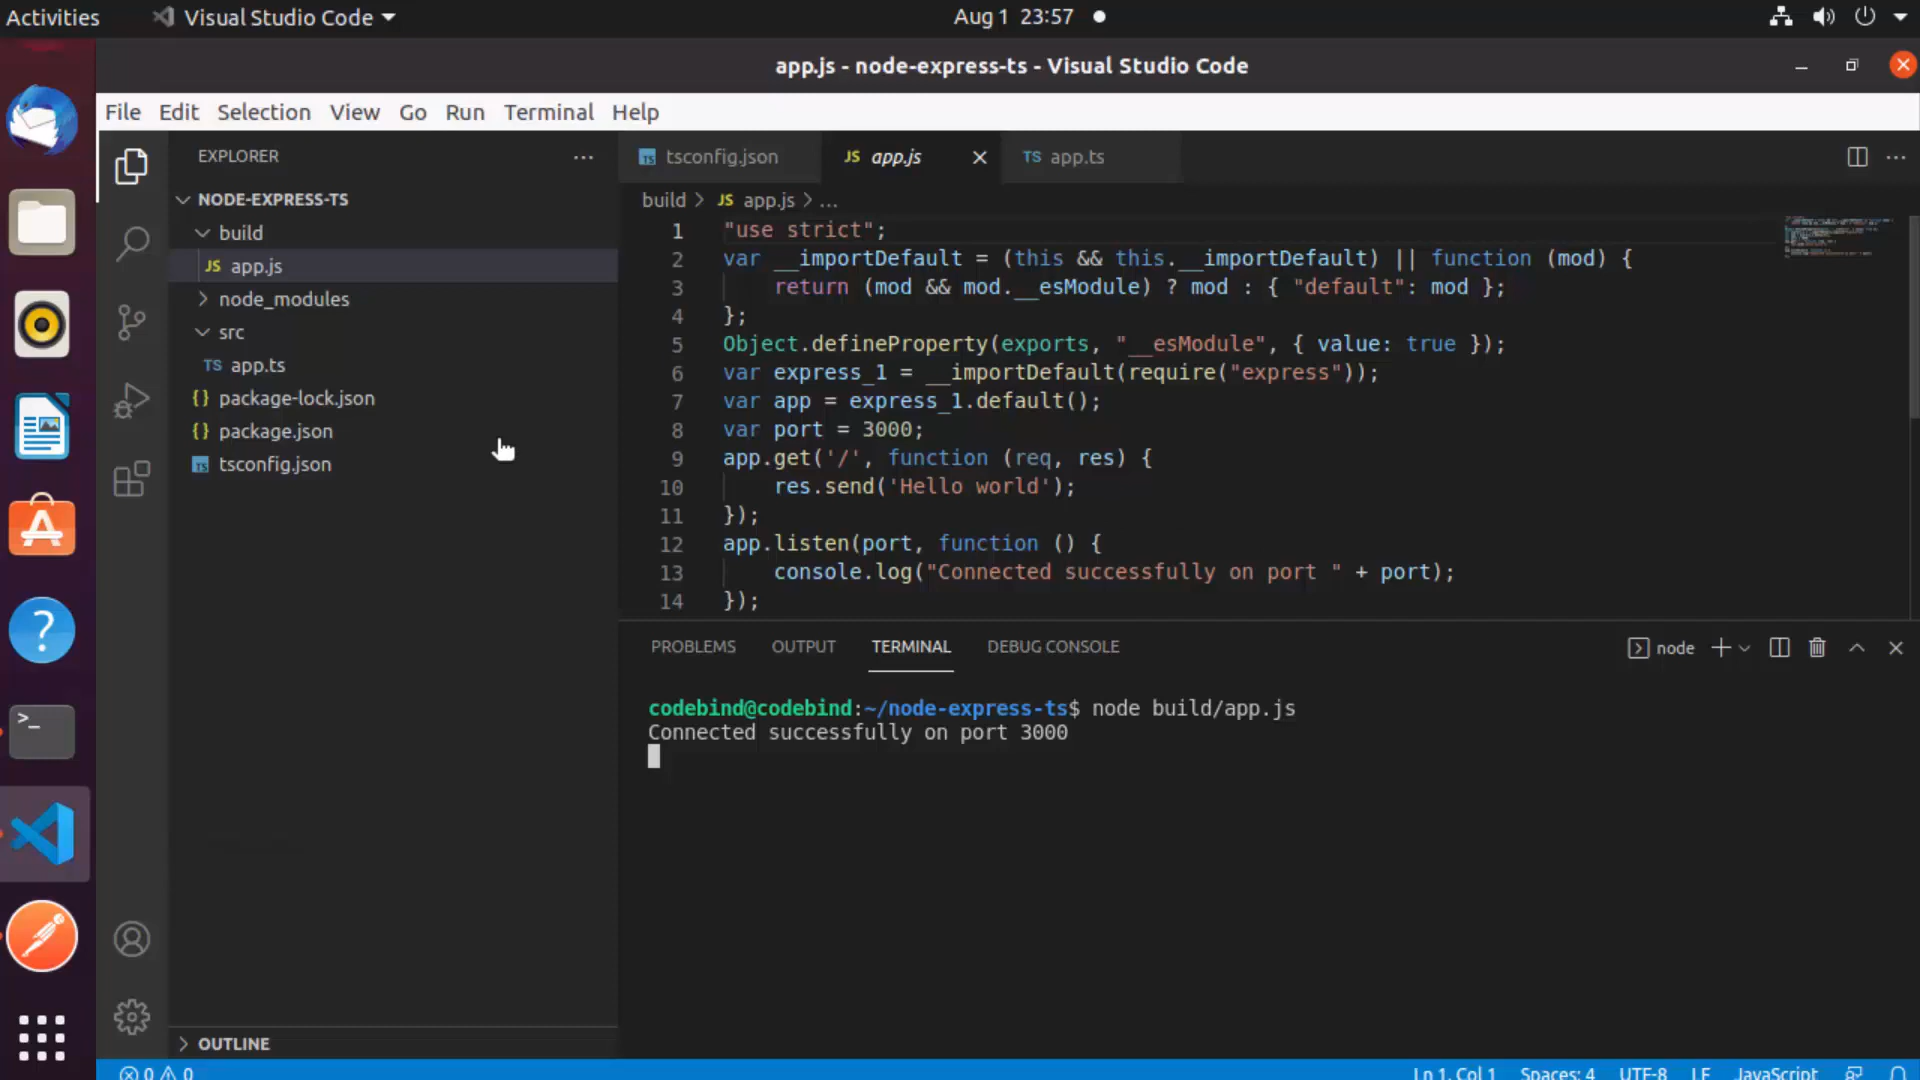 Activities
Visual Studio Code
Aug 1 23:57
app.js - node-express-ts - Visual Studio Code
File Edit Selection View Go Run Terminal Help
EXPLORER
NODE-EXPRESS-TS
build
JS app.js
node_modules
src
TS app.ts
{} package-lock.json
{} package.json
TS tsconfig.json
OUTLINE
TS tsconfig.json
JS app.js
TS app.ts
build > JS app.js > ...
1 "use strict";
2 var __importDefault = (this && this.__importDefault) || function (mod) {
3 return (mod && mod.__esModule) ? mod : { "default": mod };
4 };
5 Object.defineProperty(exports, "__esModule", { value: true });
6 var express_1 = __importDefault(require("express"));
7 var app = express_1.default();
8 var port = 3000;
9 app.get('/', function (req, res) {
10 res.send('Hello world');
11 });
12 app.listen(port, function () {
13 console.log("Connected successfully on port " + port);
14 });
PROBLEMS OUTPUT TERMINAL DEBUG CONSOLE
node
codebind@codebind:~/node-express-ts$ node build/app.js
Connected successfully on port 3000
0 0
Ln 1, Col 1 Spaces: 4 UTF-8 LF JavaScript